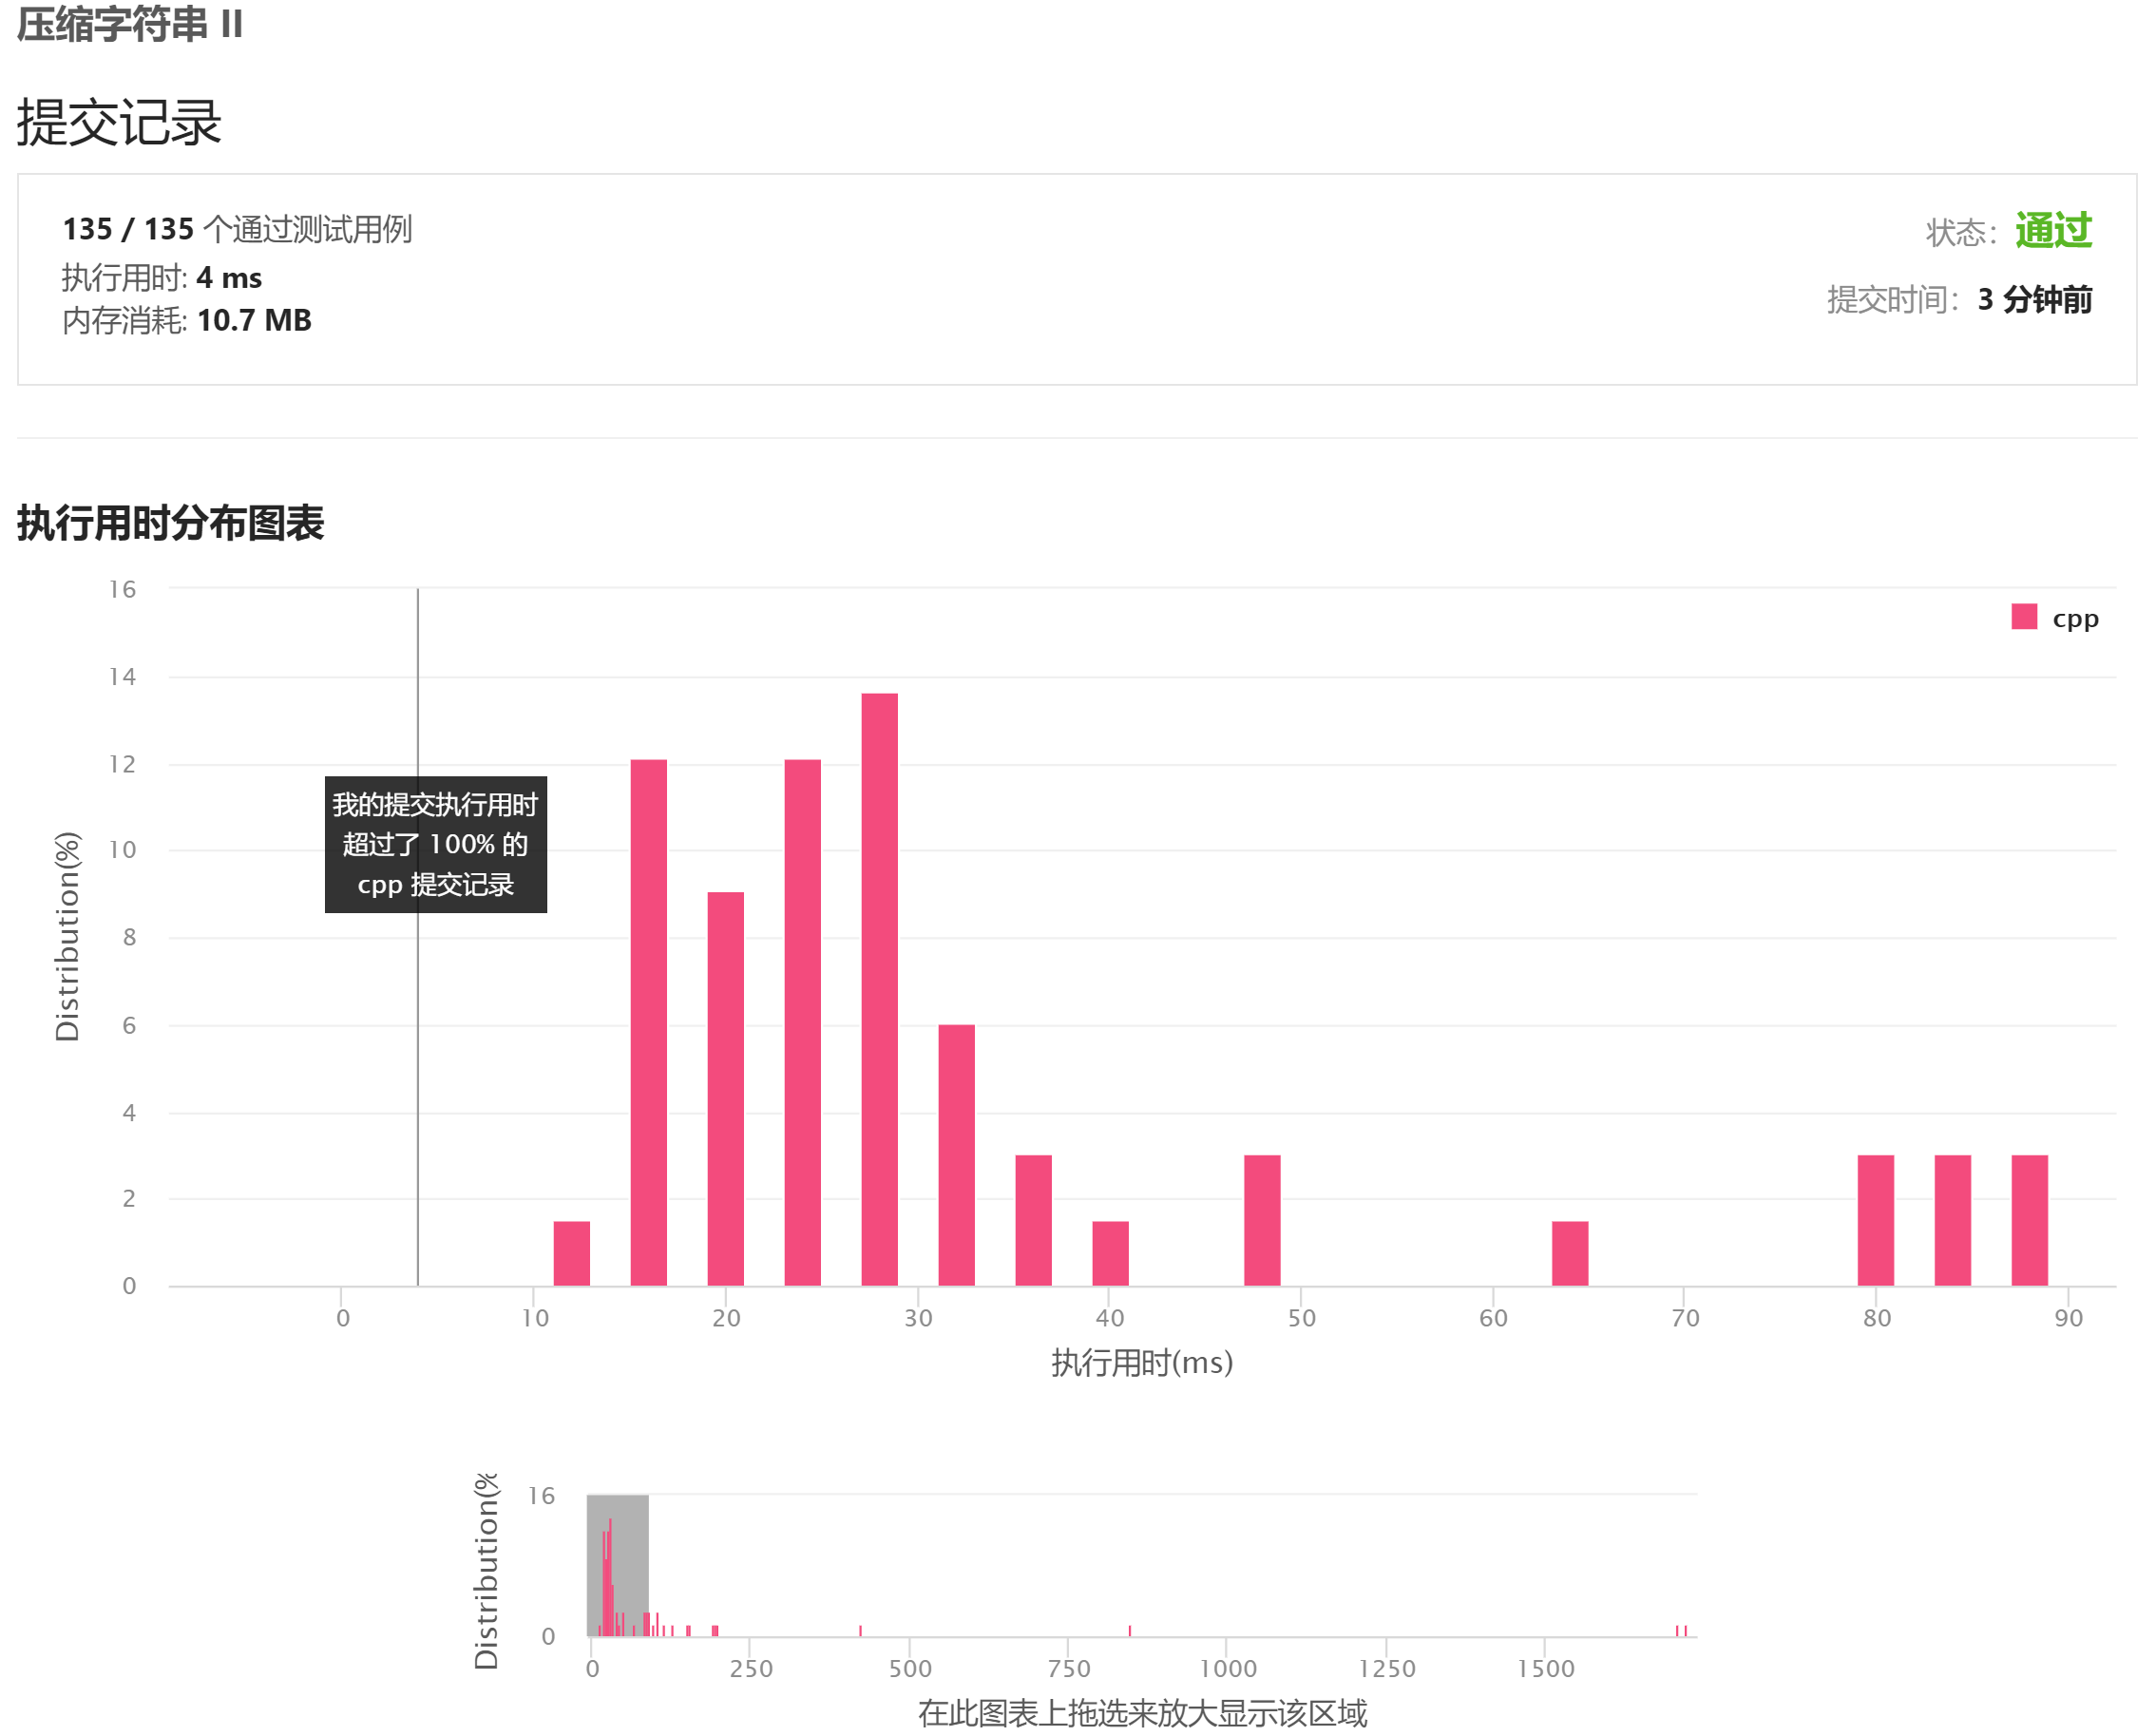 压缩字符串 II
提交记录
135 / 135 个通过测试用例
状态：通过
执行用时: 4 ms
提交时间：3 分钟前
内存消耗: 10.7 MB
执行用时分布图表
cpp
16
14
12
10
8
6
4
2
0
Distribution(%)
我的提交执行用时
超过了 100% 的
cpp 提交记录
0 10 20 30 40 50 60 70 80 90
执行用时(ms)
Distribution(%
16
0
0 250 500 750 1000 1250 1500
在此图表上拖选来放大显示该区域